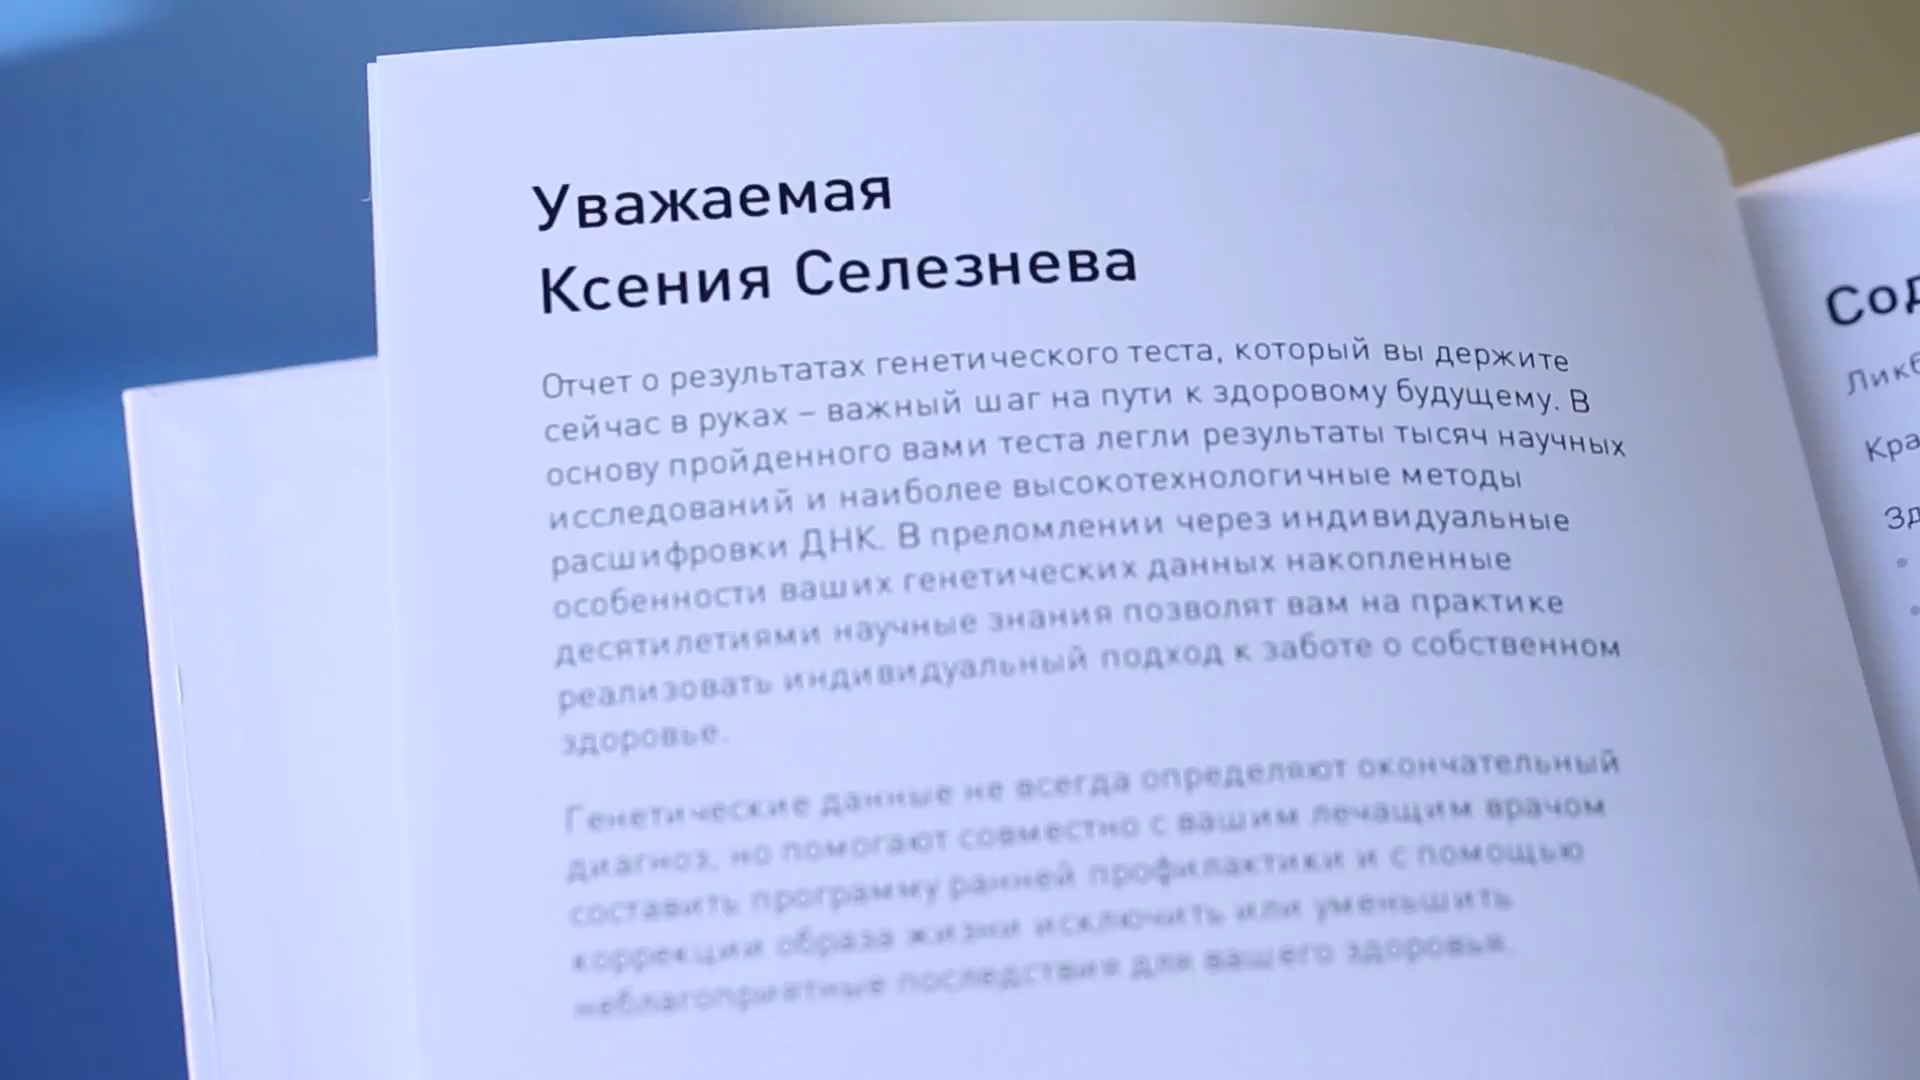 Уважаемая
Ксения Селезнева
Отчет о результатах генетического теста, который вы держите
сейчас в руках – важный шаг на пути к здоровому будущему. В
основу пройденного вами теста легли результаты тысяч научных
исследований и наиболее высокотехнологичные методы
расшифровки ДНК. В преломлении через индивидуальные
особенности ваших генетических данных накопленные
десятилетиями научные знания позволят вам на практике
реализовать индивидуальный подход к заботе о собственном
здоровье.
Генетические данные не всегда определяют окончательный
диагноз, но помогают совместно с вашим лечащим врачом
составить программу ранней профилактики и с помощью
коррекции образа жизни исключить или уменьшить
неблагоприятные последствия для вашего здоровья.
Сод
Ликб
Кра
Зд